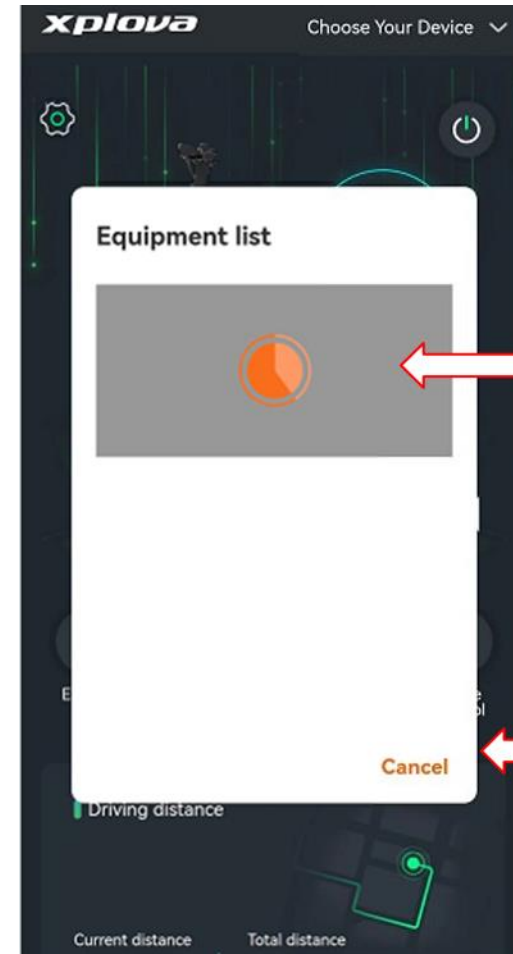 xplova
Choose Your Device
Equipment list
Cancel
Driving distance
Current distance Total distance